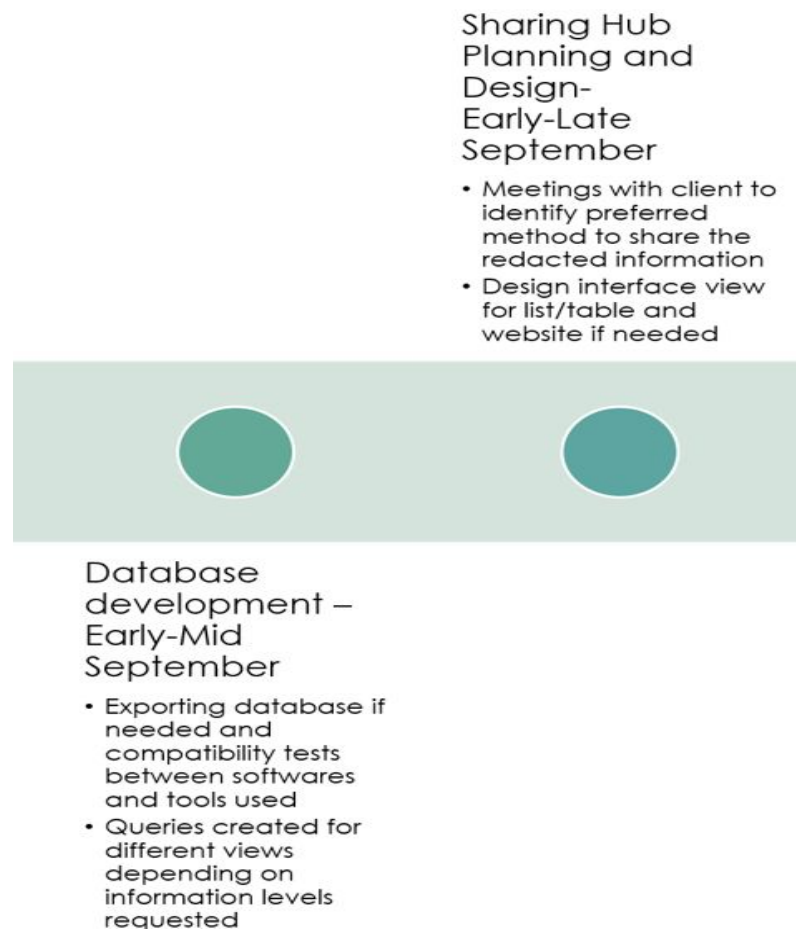 Sharing Hub
Planning and
Design-
Early-Late
September
• Meetings with client to
identify preferred
method to share the
redacted information
• Design interface view
for list/table and
website if needed
Database
development –
Early-Mid
September
• Exporting database if
needed and
compatibility tests
between softwares
and tools used
• Queries created for
different views
depending on
information levels
requested